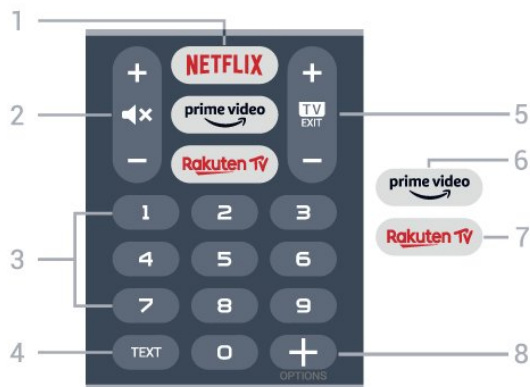 1
+ NETFLIX +
2 prime video TV 5
EXIT
- Rakuten TV - 6
prime video
1 2 3
Rakuten TV 7
3 4 5 6
7 8 9
4 TEXT 0 + 8
OPTIONS